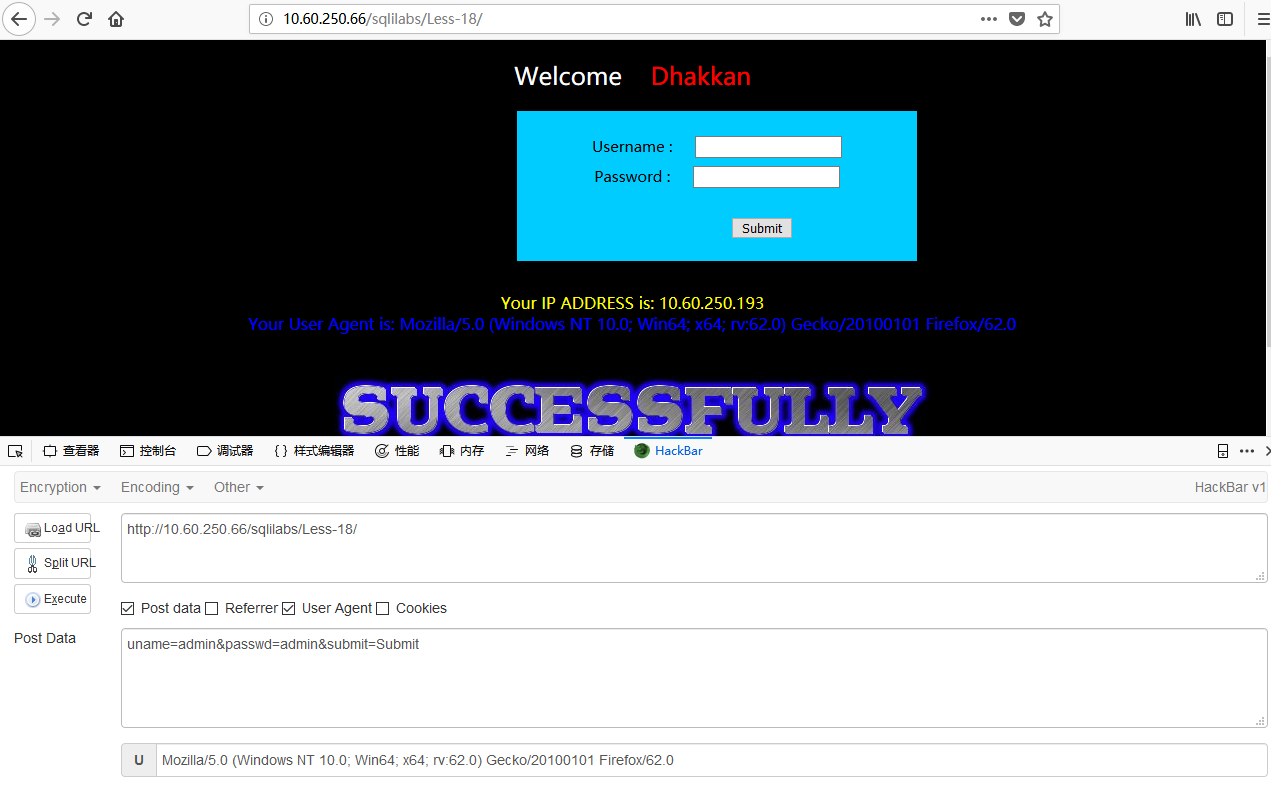 10.60.250.66/sqlilabs/Less-18/
Welcome Dhakkan
Username :
Password :
Submit
Your IP ADDRESS is: 10.60.250.193
Your User Agent is: Mozilla/5.0 (Windows NT 10.0; Win64; x64; rv:62.0) Gecko/20100101 Firefox/62.0
SUCCESSFULLY
查看器 控制台 调试器 { } 样式编辑器 性能 内存 网络 存储 HackBar
Encryption Encoding Other HackBar v1
Load URL http://10.60.250.66/sqlilabs/Less-18/
Split URL
Execute
Post data Referrer User Agent Cookies
Post Data
uname=admin&passwd=admin&submit=Submit
U Mozilla/5.0 (Windows NT 10.0; Win64; x64; rv:62.0) Gecko/20100101 Firefox/62.0